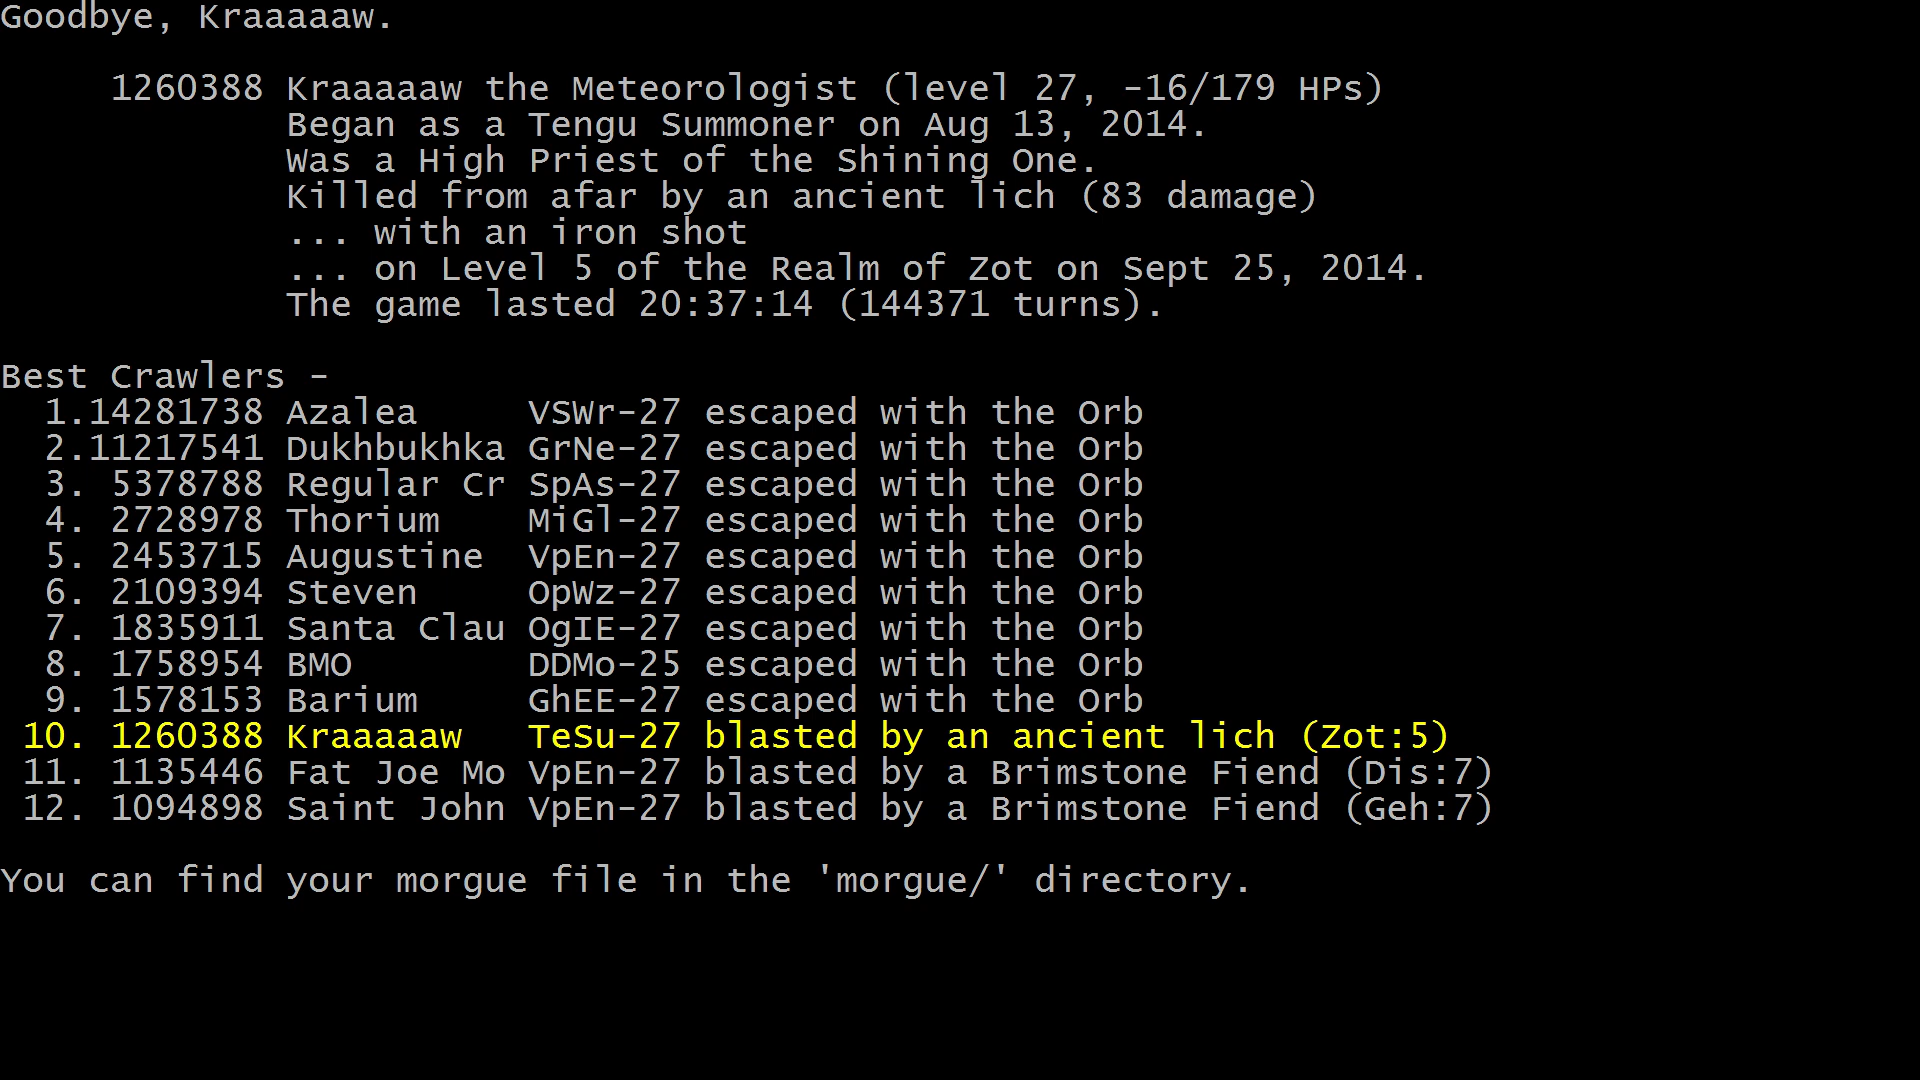 Goodbye, Kraaaaaw.
1260388 Kraaaaaw the Meteorologist (level 27, -16/179 HPs)
Began as a Tengu Summoner on Aug 13, 2014.
Was a High Priest of the Shining One.
Killed from afar by an ancient lich (83 damage)
... with an iron shot
... on Level 5 of the Realm of Zot on Sept 25, 2014.
The game lasted 20:37:14 (144371 turns).
Best Crawlers -
1.14281738 Azalea VSWr-27 escaped with the Orb
2.11217541 Dukhbukhka GrNe-27 escaped with the Orb
3. 5378788 Regular Cr SpAs-27 escaped with the Orb
4. 2728978 Thorium MiGl-27 escaped with the Orb
5. 2453715 Augustine VpEn-27 escaped with the Orb
6. 2109394 Steven OpWz-27 escaped with the Orb
7. 1835911 Santa Clau OgIE-27 escaped with the Orb
8. 1758954 BMO DDMo-25 escaped with the Orb
9. 1578153 Barium GhEE-27 escaped with the Orb
10. 1260388 Kraaaaaw TeSu-27 blasted by an ancient lich (Zot:5)
11. 1135446 Fat Joe Mo VpEn-27 blasted by a Brimstone Fiend (Dis:7)
12. 1094898 Saint John VpEn-27 blasted by a Brimstone Fiend (Geh:7)
You can find your morgue file in the 'morgue/' directory.